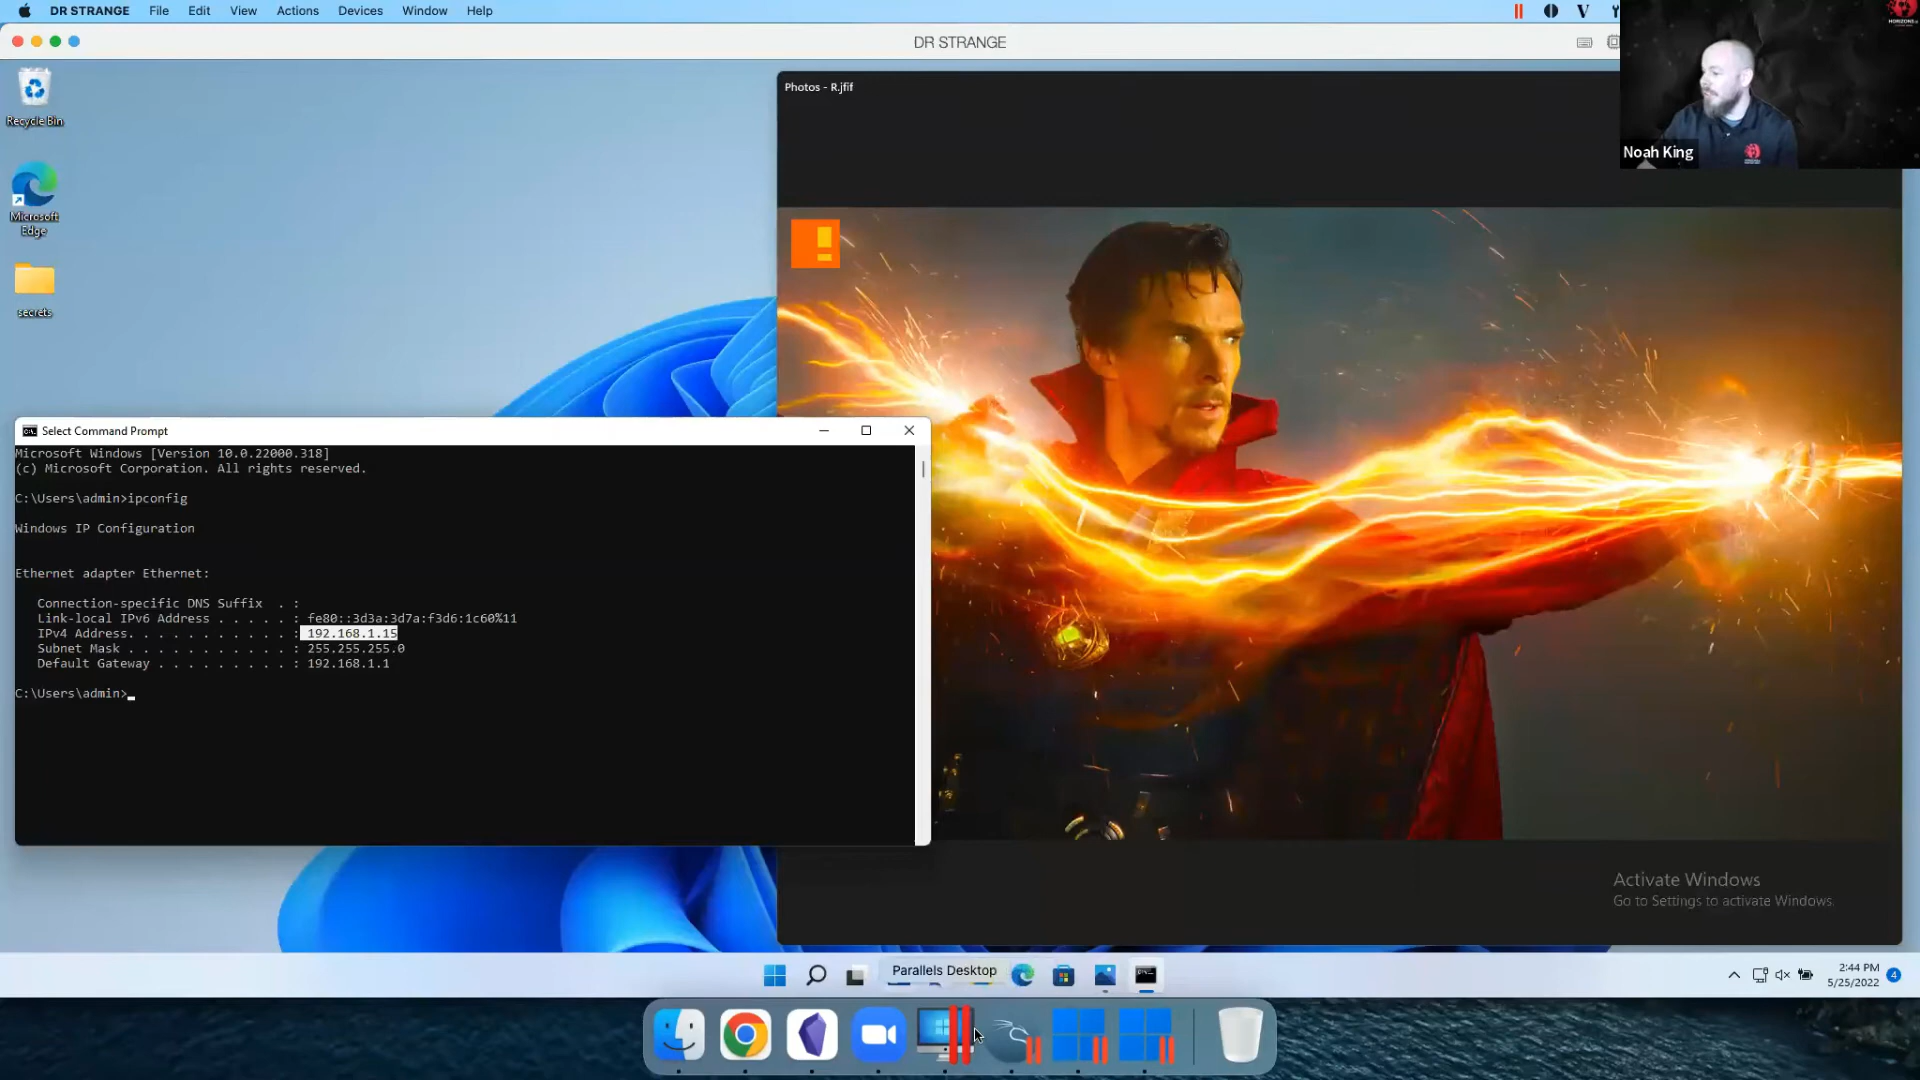 DR STRANGE File Edit View Actions Devices Window Help
DR STRANGE
HORIZON3.ai
Noah King
Recycle Bin
Microsoft
Edge
secrets
Photos - R.jfif
Select Command Prompt
Microsoft Windows [Version 10.0.22000.318]
(c) Microsoft Corporation. All rights reserved.
C:\Users\admin>ipconfig
Windows IP Configuration
Ethernet adapter Ethernet:
Connection-specific DNS Suffix . :
Link-local IPv6 Address . . . . . : fe80::3d3a:3d7a:f3d6:1c60%11
IPv4 Address. . . . . . . . . . . : 192.168.1.15
Subnet Mask . . . . . . . . . . . : 255.255.255.0
Default Gateway . . . . . . . . . : 192.168.1.1
C:\Users\admin>
Activate Windows
Go to Settings to activate Windows.
Parallels Desktop
2:44 PM
5/25/2022
4